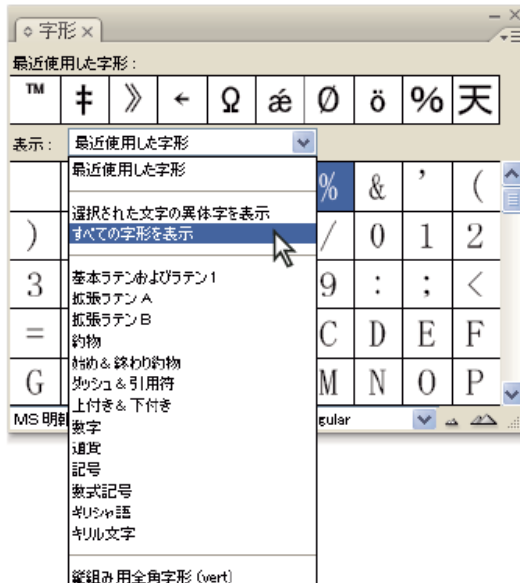 字形
最近使用した字形 :
™ ‡ 》 ← Ω ǽ Ø ö % 天
表示 : 最近使用した字形
最近使用した字形
選択された文字の異体字を表示
すべての字形を表示
基本ラテンおよびラテン 1
拡張ラテン A
拡張ラテン B
約物
始め & 終わり約物
ダッシュ & 引用符
上付き & 下付き
数字
通貨
記号
数式記号
ギリシャ語
キリル文字
縦組み用全角字形 (vert)
% & ’ (
) / 0 1 2
3 9 : ; <
= C D E F
G M N O P
MS 明朝 gular